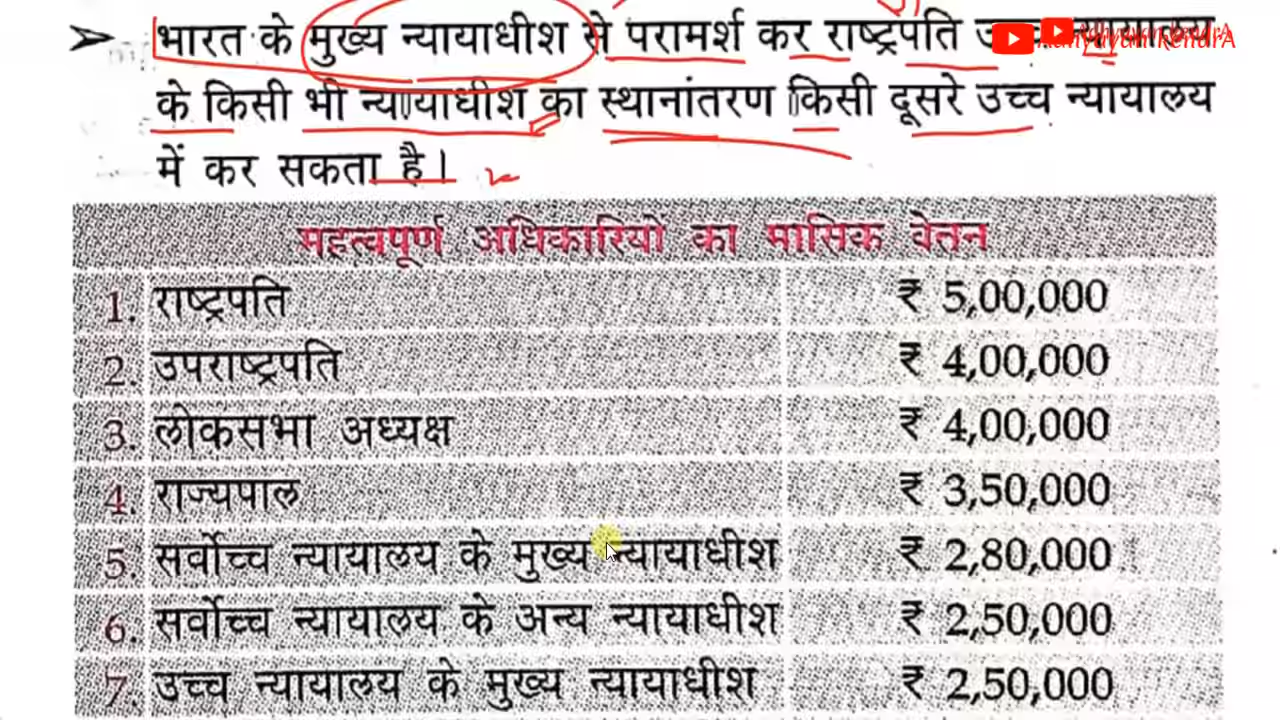 भारत के मुख्य न्यायाधीश से परामर्श कर राष्ट्रपति न्यायालय
के किसी भी न्यायाधीश का स्थानांतरण किसी दूसरे उच्च न्यायालय
में कर सकता है।
महत्वपूर्ण अधिकारियों का मासिक वेतन
1. राष्ट्रपति ₹ 5,00,000
2. उपराष्ट्रपति ₹ 4,00,000
3. लोकसभा अध्यक्ष ₹ 4,00,000
4. राज्यपाल ₹ 3,50,000
5. सर्वोच्च न्यायालय के मुख्य न्यायाधीश ₹ 2,80,000
6. सर्वोच्च न्यायालय के अन्य न्यायाधीश ₹ 2,50,000
7. उच्च न्यायालय के मुख्य न्यायाधीश ₹ 2,50,000